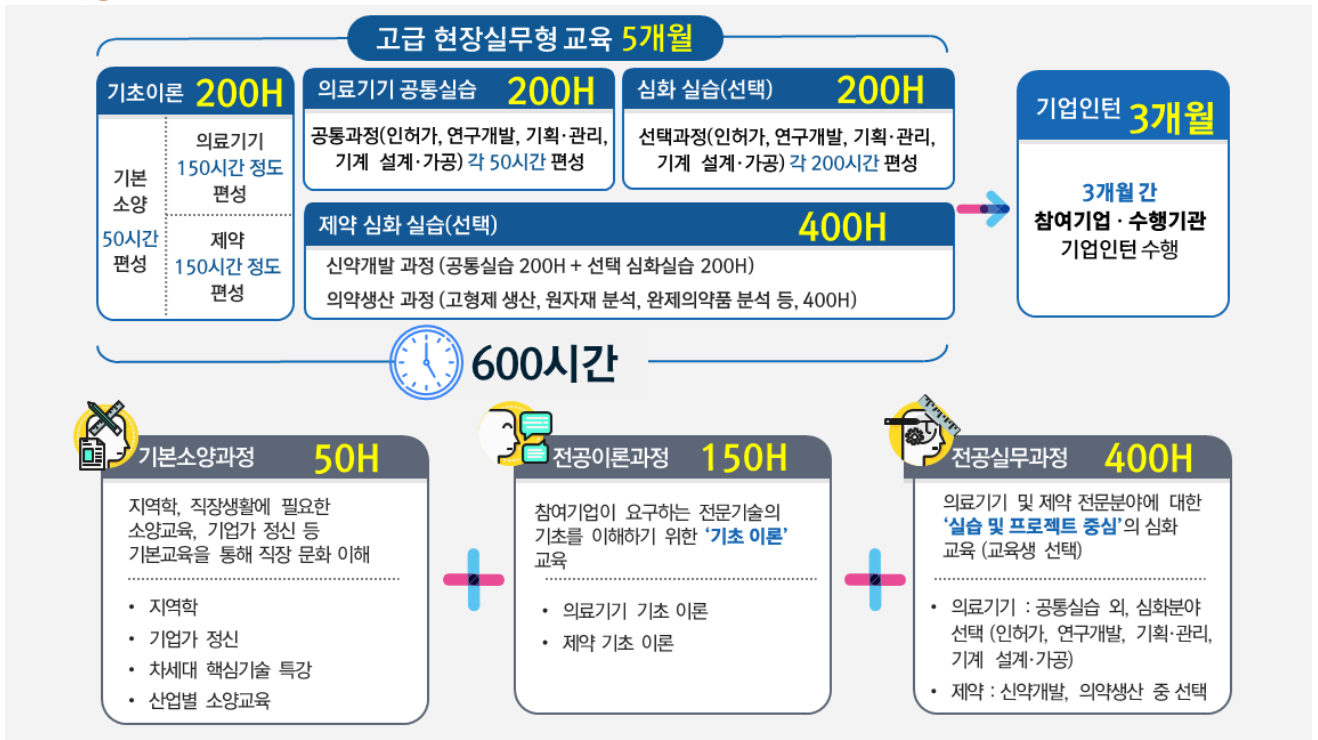 고급 현장실무형 교육 5개월
기초이론 200H
기본
소양
50시간
편성
의료기기
150시간 정도
편성
제약
150시간 정도
편성
의료기기 공통실습 200H
공통과정(인허가, 연구개발, 기획·관리,
기계 설계·가공) 각 50시간 편성
심화 실습(선택) 200H
선택과정(인허가, 연구개발, 기획·관리,
기계 설계·가공) 각 200시간 편성
제약 심화 실습(선택) 400H
신약개발 과정 (공통실습 200H + 선택 심화실습 200H)
의약생산 과정 (고형제 생산, 원자재 분석, 완제의약품 분석 등, 400H)
기업인턴 3개월
3개월 간
참여기업 · 수행기관
기업인턴 수행
600시간
기본소양과정 50H
지역학, 직장생활에 필요한
소양교육, 기업가 정신 등
기본교육을 통해 직장 문화 이해
• 지역학
• 기업가 정신
• 차세대 핵심기술 특강
• 산업별 소양교육
전공이론과정 150H
참여기업이 요구하는 전문기술의
기초를 이해하기 위한 ‘기초 이론’
교육
• 의료기기 기초 이론
• 제약 기초 이론
전공실무과정 400H
의료기기 및 제약 전문분야에 대한
‘실습 및 프로젝트 중심’의 심화
교육 (교육생 선택)
• 의료기기 : 공통실습 외, 심화분야
선택 (인허가, 연구개발, 기획·관리,
기계 설계·가공)
• 제약 : 신약개발, 의약생산 중 선택